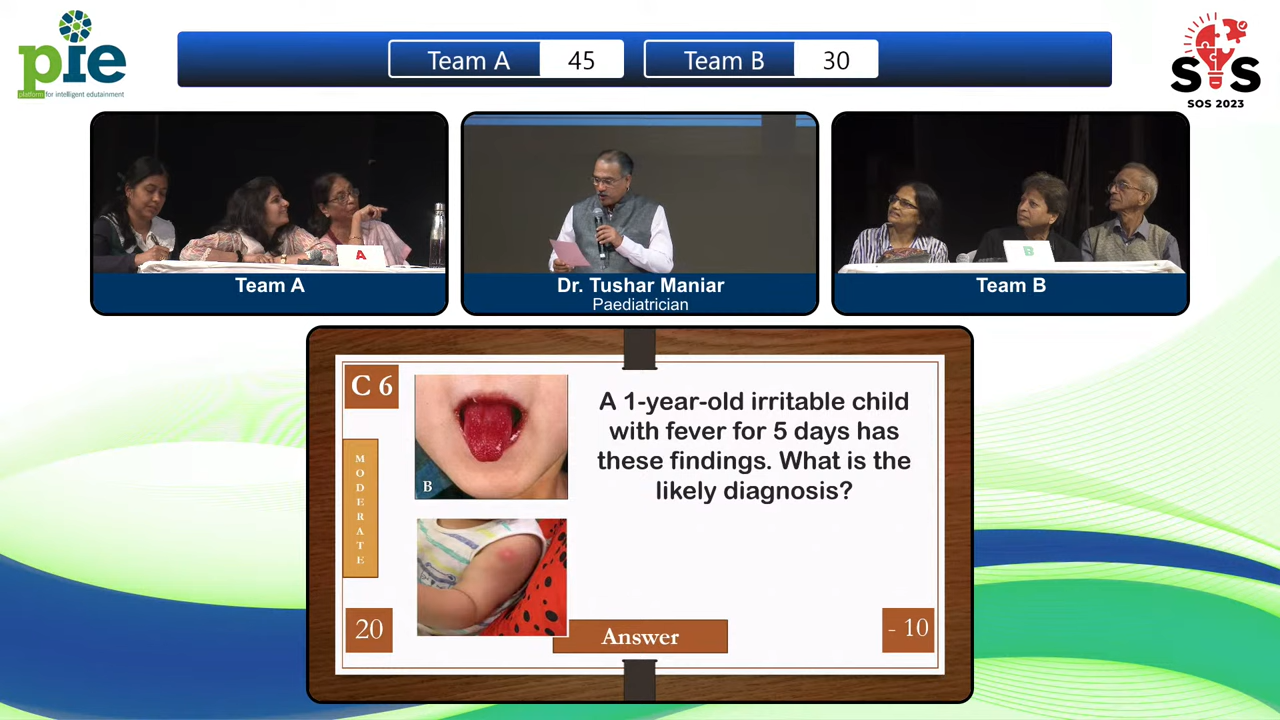 pie
platform for intelligent edutainment
Team A 45
Team B 30
SOS
SOS 2023
A
B
Team A
Dr. Tushar Maniar
Paediatrician
Team B
C 6
MODERATE
B
A 1-year-old irritable child
with fever for 5 days has
these findings. What is the
likely diagnosis?
20
Answer
- 10